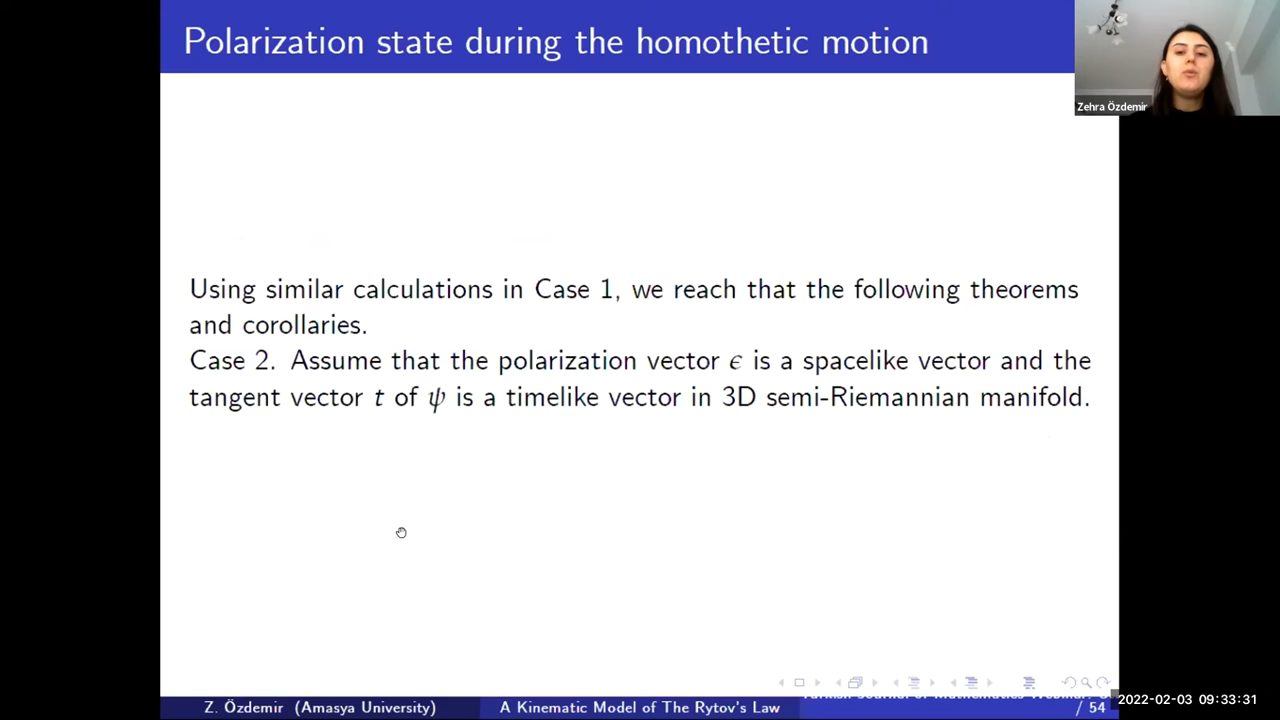 Polarization state during the homothetic motion
Zehra Özdemir
Using similar calculations in Case 1, we reach that the following theorems
and corollaries.
Case 2. Assume that the polarization vector ϵ is a spacelike vector and the
tangent vector t of ψ is a timelike vector in 3D semi-Riemannian manifold.
Z. Özdemir (Amasya University)
A Kinematic Model of The Rytov's Law
/ 54
2022-02-03 09:33:31